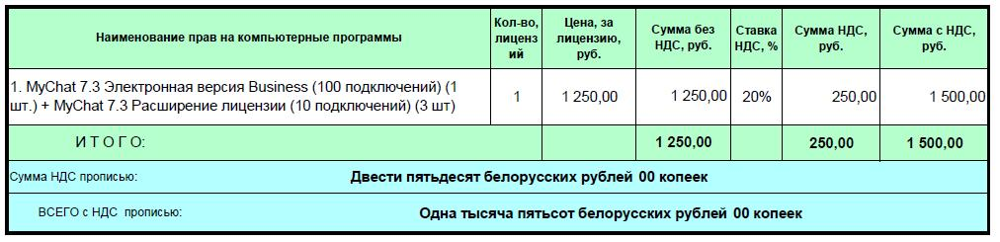 Наименование прав на компьютерные программы
Кол-во,
лиценз
ий
Цена, за
лицензию,
руб.
Сумма без
НДС, руб.
Ставка
НДС, %
Сумма НДС,
руб.
Сумма с НДС,
руб.
1. MyChat 7.3 Электронная версия Business (100 подключений) (1
шт.) + MyChat 7.3 Расширение лицензии (10 подключений) (3 шт)
1
1 250,00
1 250,00
20%
250,00
1 500,00
И Т О Г О:
1 250,00
250,00
1 500,00
Сумма НДС прописью:
Двести пятьдесят белорусских рублей 00 копеек
ВСЕГО с НДС прописью:
Одна тысяча пятьсот белорусских рублей 00 копеек